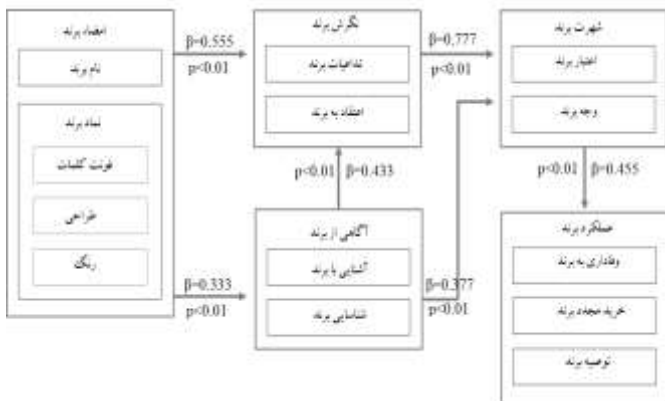 امضاء برند
نام برند
نماد برند
فونت کلمات
طراحی
رنگ
β=0.555
p<0.01
β=0.333
p<0.01
نگرش برند
تداعیات برند
اعتقاد به برند
p<0.01 β=0.433
آگاهی از برند
آشنایی با برند
شناسایی برند
β=0.777
p<0.01
β=0.377
p<0.01
شهرت برند
اعتبار برند
وجه برند
p<0.01 β=0.455
عملکرد برند
وفاداری به برند
خرید مجدد برند
توصیه برند